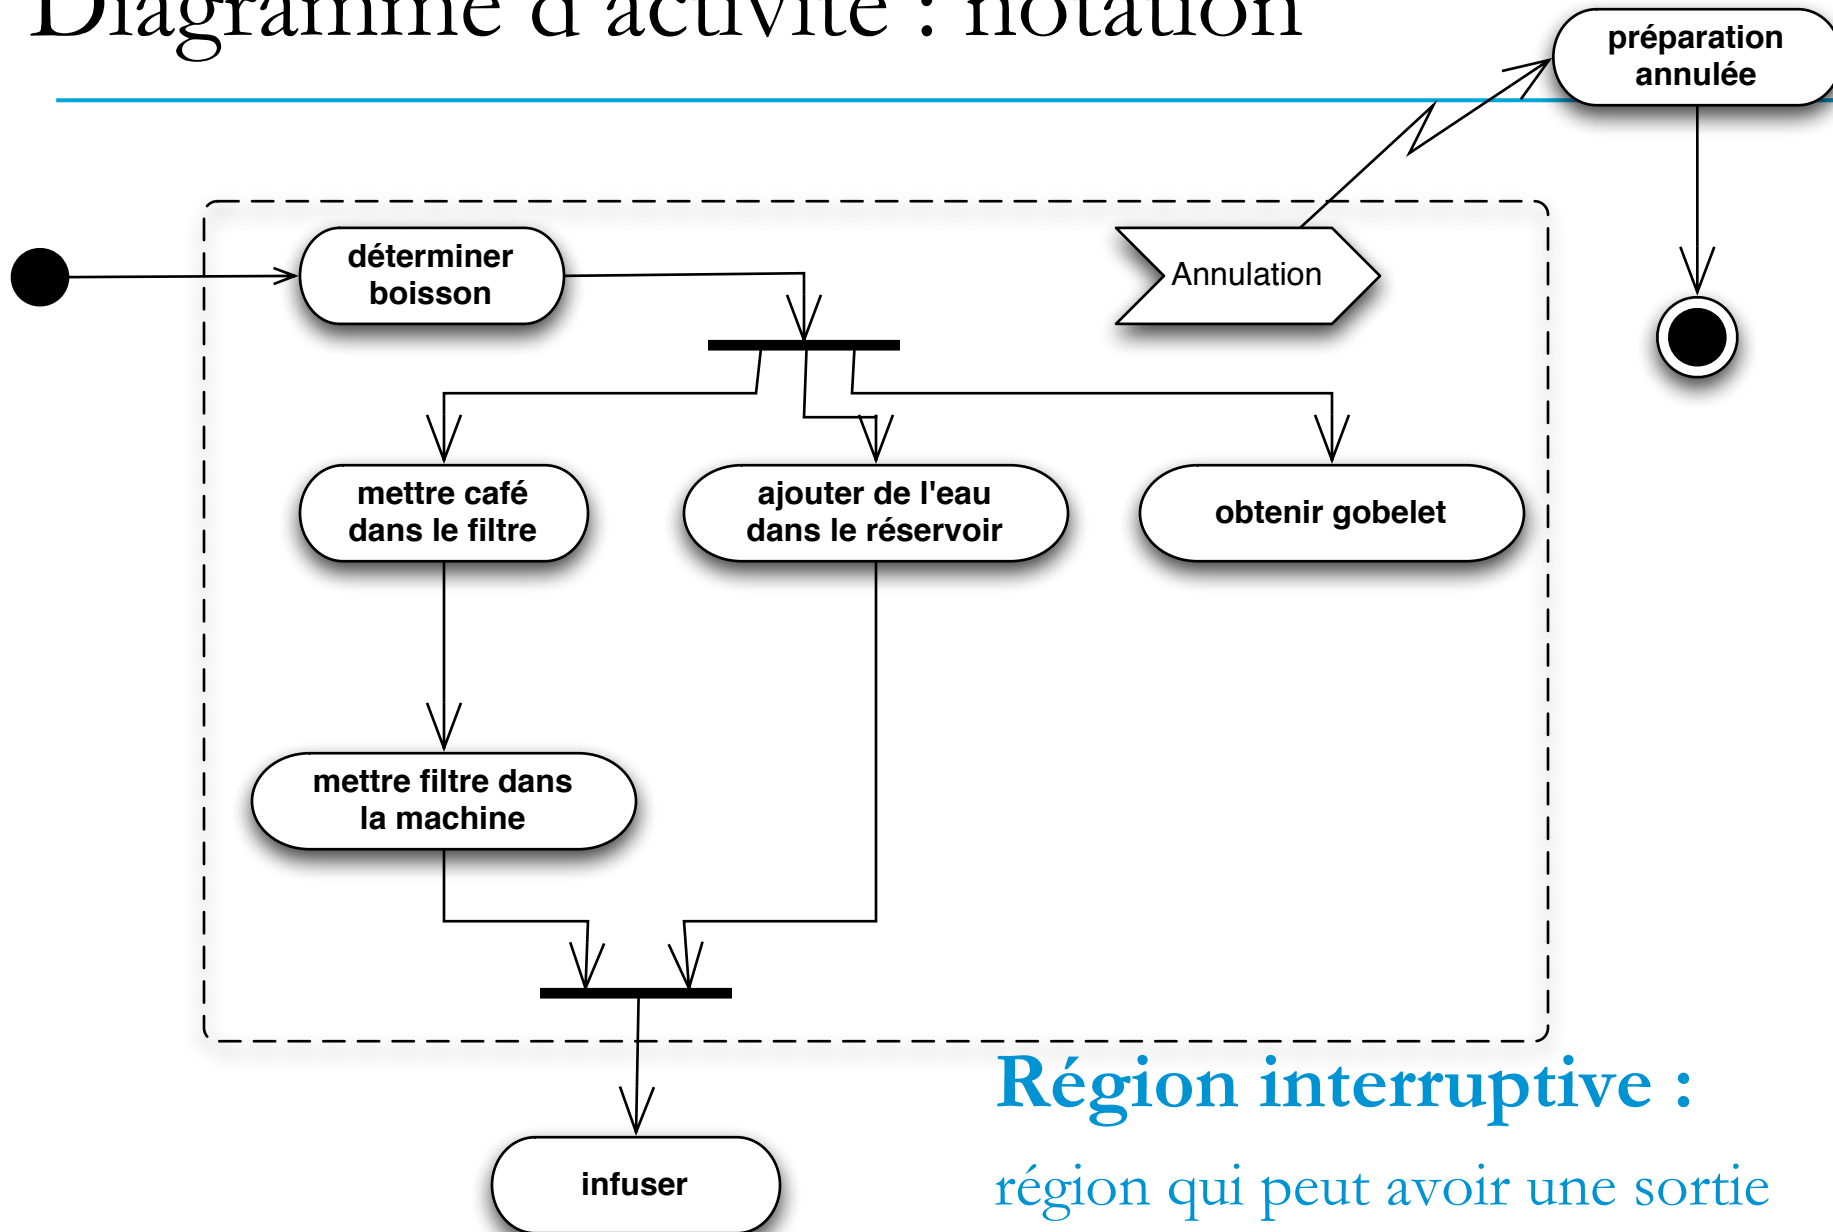 Diagramme d'activité : notation
préparation
annulée
déterminer
boisson
Annulation
mettre café
dans le filtre
ajouter de l'eau
dans le réservoir
obtenir gobelet
mettre filtre dans
la machine
Région interruptive :
infuser
région qui peut avoir une sortie